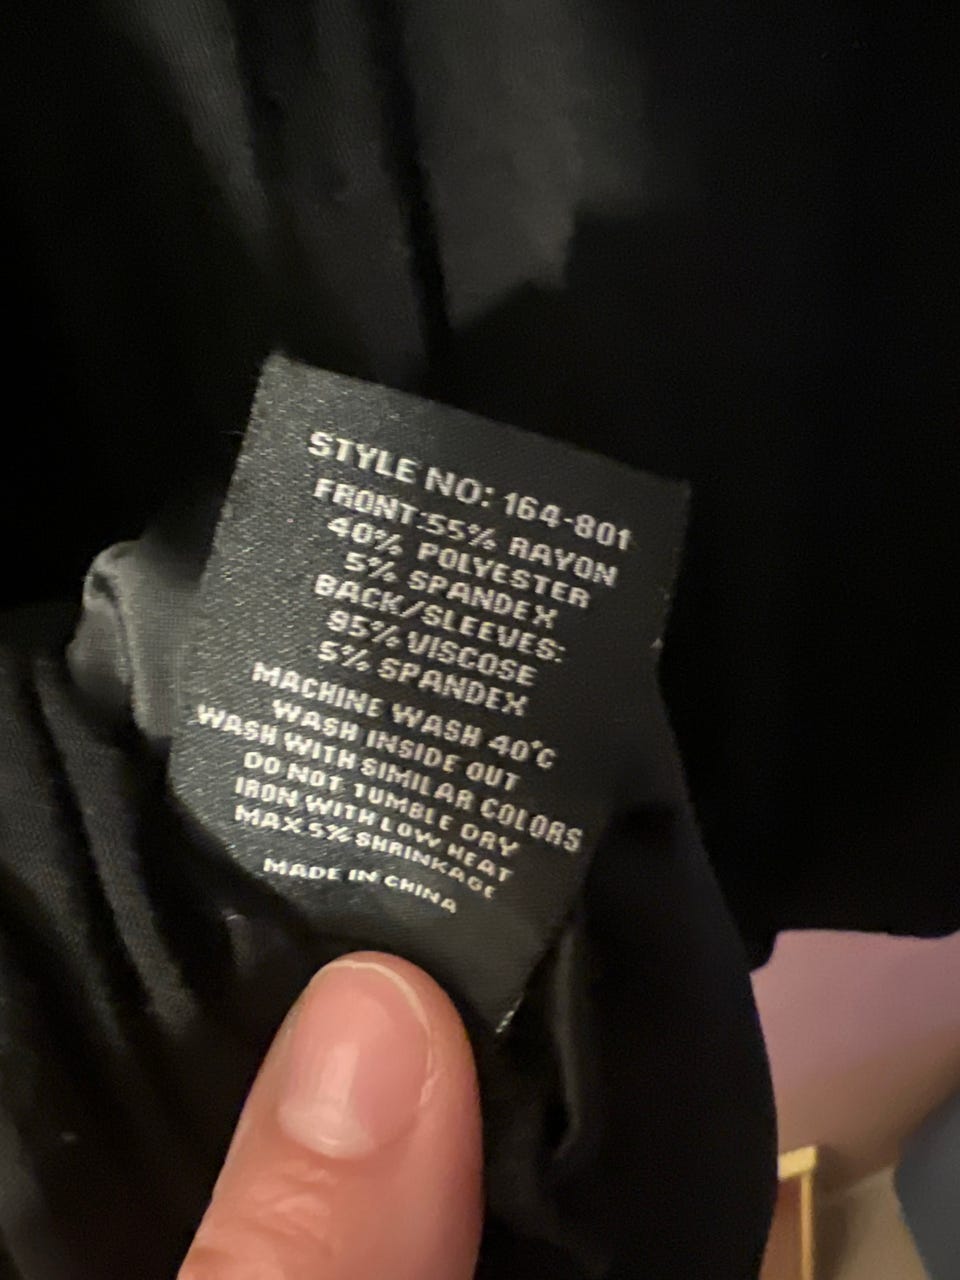 STYLE NO: 164-801
FRONT:55% RAYON
40% POLYESTER
5% SPANDEX
BACK/SLEEVES:
95% VISCOSE
5% SPANDEX
MACHINE WASH 40°C
WASH INSIDE OUT
WASH WITH SIMILAR COLORS
DO NOT TUMBLE DRY
IRON WITH LOW HEAT
MAX 5% SHRINKAGE
MADE IN CHINA